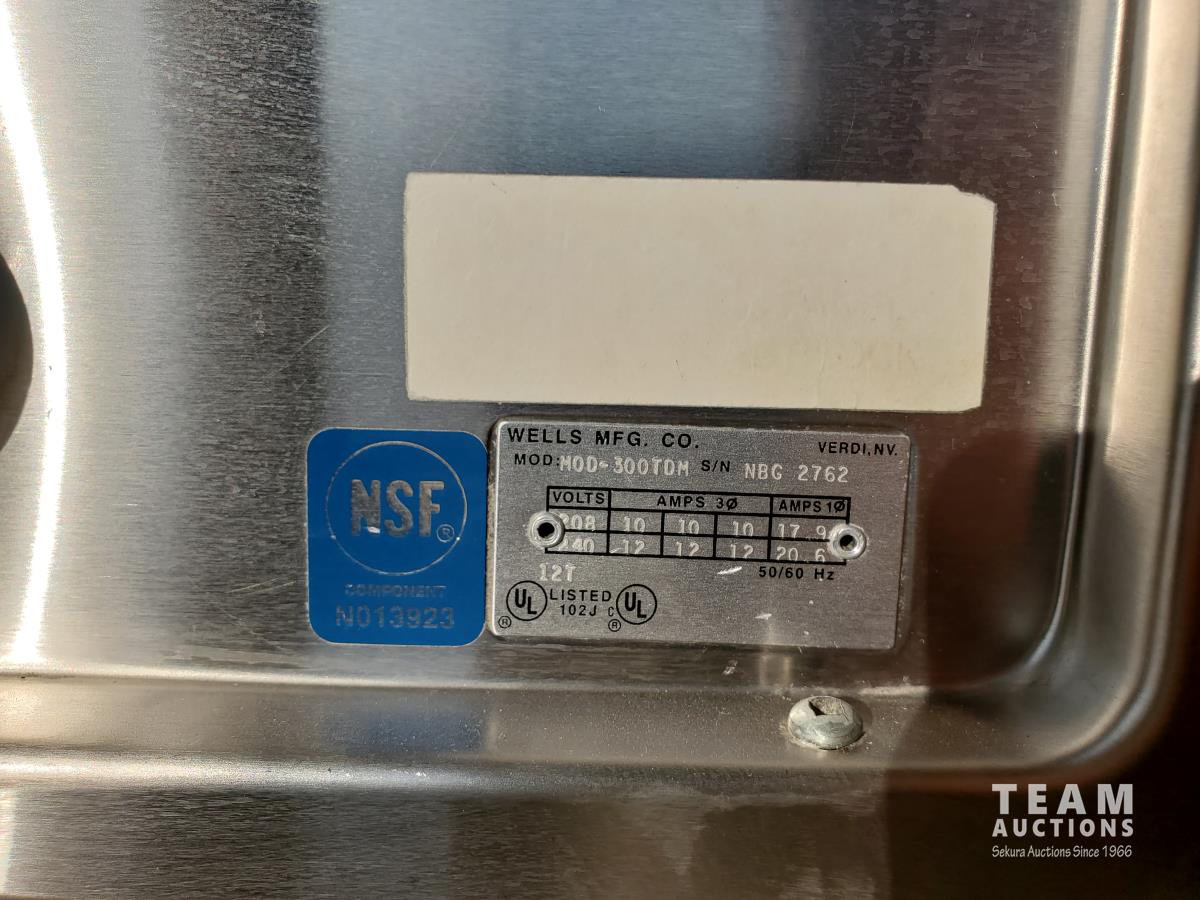 WELLS MFG. CO. VERDI, NV.
MOD: MOD-300TDM S/N NBG 2762
VOLTS AMPS 3Ø AMPS 1Ø
208 10 10 10 17.9
240 12 12 12 20.6
12T 50/60 Hz
UL LISTED 102J C UL
® ®
NSF®
COMPONENT
N013923
TEAM
AUCTIONS
Sekura Auctions Since 1966